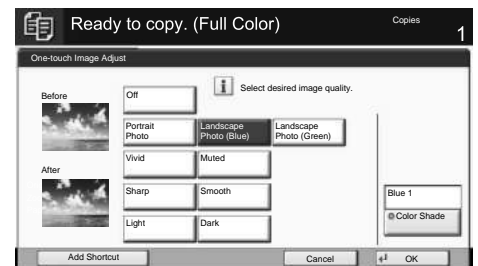 Ready to copy. (Full Color)
Copies
1
One-touch Image Adjust
i Select desired image quality.
Before
Off
Portrait
Photo
Landscape
Photo (Blue)
Landscape
Photo (Green)
After
Vivid
Muted
Sharp
Smooth
Blue 1
Light
Dark
Color Shade
Add Shortcut
Cancel
OK